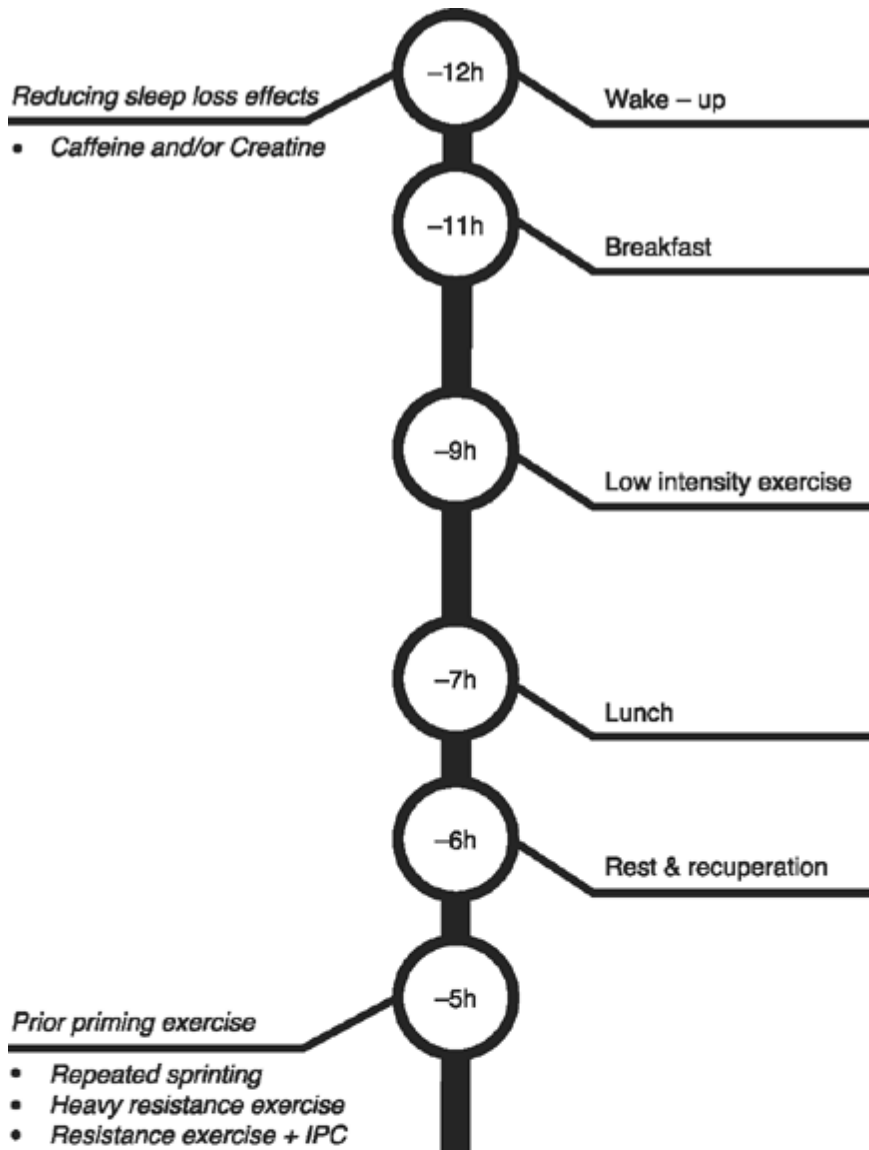 –12h
Reducing sleep loss effects
Wake – up
• Caffeine and/or Creatine
–11h
Breakfast
–9h
Low intensity exercise
–7h
Lunch
–6h
Rest & recuperation
–5h
Prior priming exercise
• Repeated sprinting
• Heavy resistance exercise
• Resistance exercise + IPC